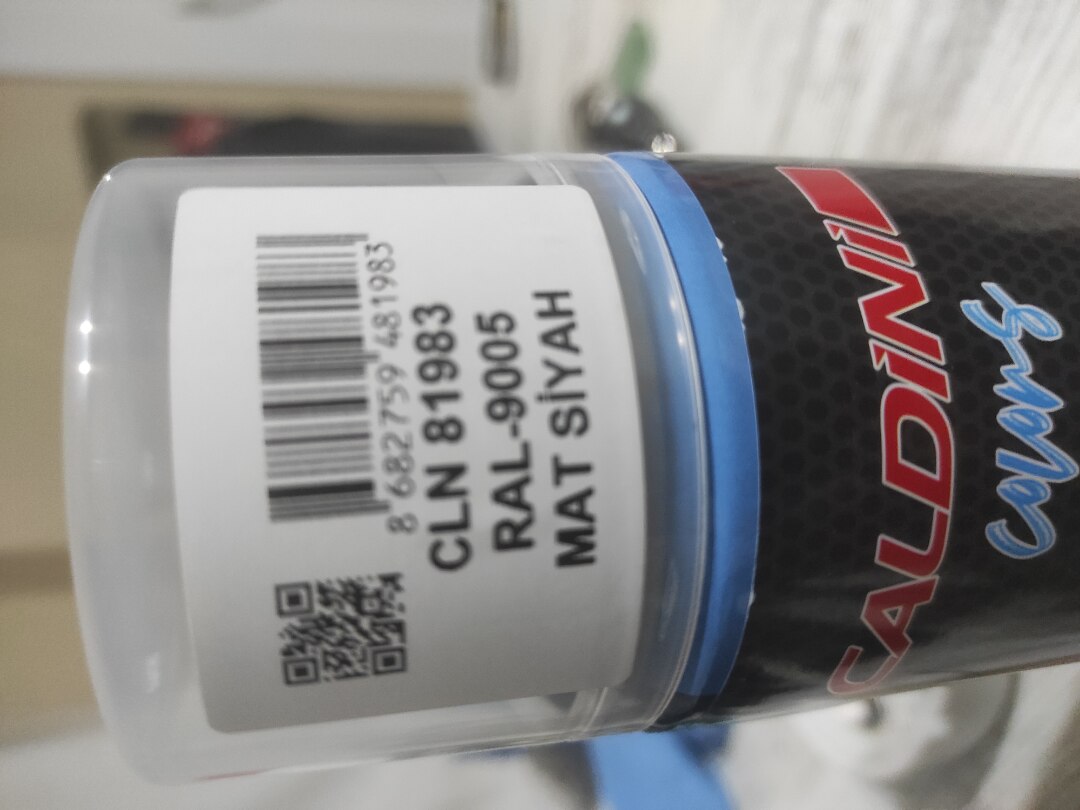 8 682759 481983
CLN 81983
RAL-9005
MAT SİYAH
CALDİNİ
colors